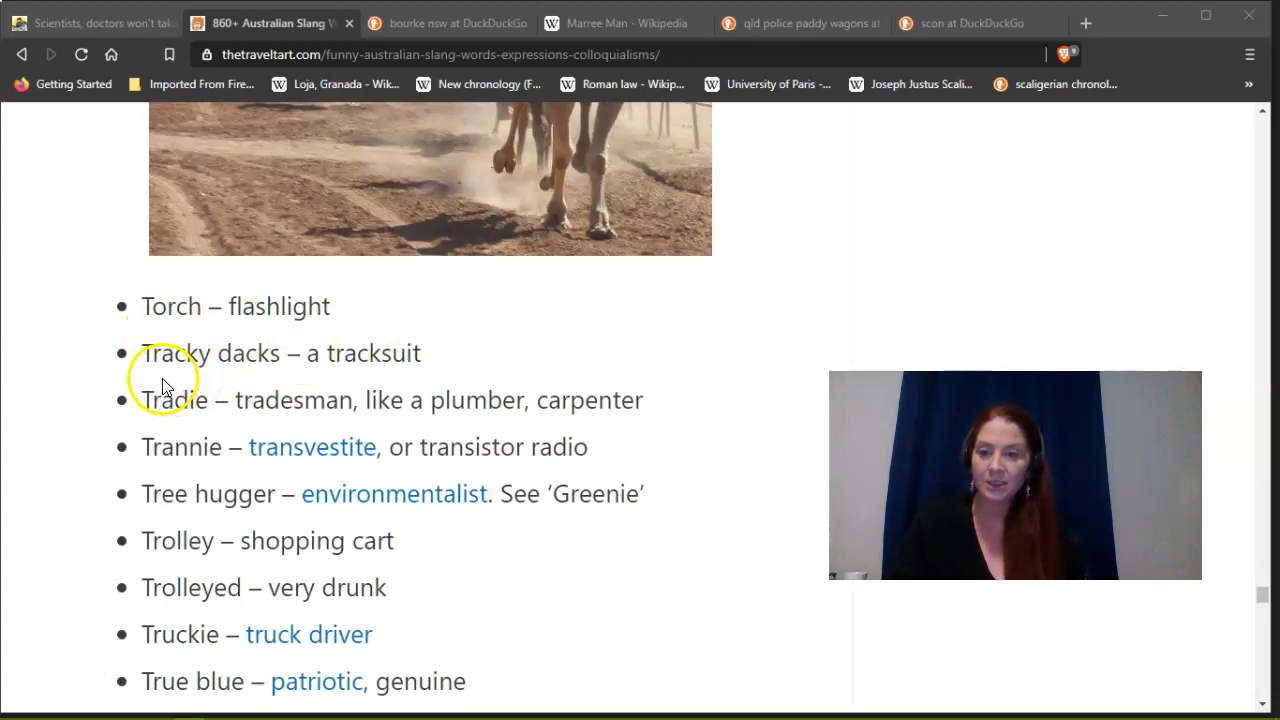 Scientists, doctors won't take
860+ Australian Slang W
bourke nsw at DuckDuckGo
Marree Man - Wikipedia
qld police paddy wagons at
scon at DuckDuckGo
thetraveltart.com/funny-australian-slang-words-expressions-colloquialisms/
Getting Started
Imported From Fire...
Loja, Granada - Wik...
New chronology (F...
Roman law - Wikip...
University of Paris -...
Joseph Justus Scali...
scaligerian chronol...
Torch – flashlight
Tracky dacks – a tracksuit
Tradie – tradesman, like a plumber, carpenter
Trannie – transvestite, or transistor radio
Tree hugger – environmentalist. See ‘Greenie’
Trolley – shopping cart
Trolleyed – very drunk
Truckie – truck driver
True blue – patriotic, genuine